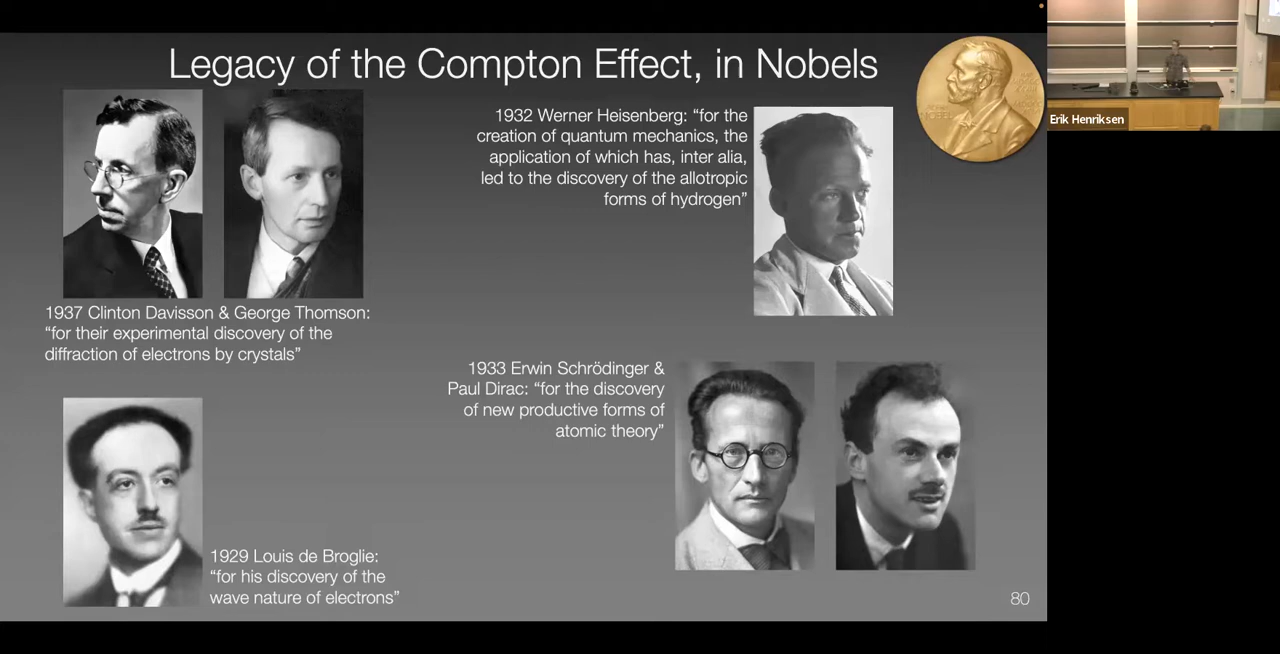 Legacy of the Compton Effect, in Nobels
1937 Clinton Davisson & George Thomson:
“for their experimental discovery of the
diffraction of electrons by crystals”
1929 Louis de Broglie:
“for his discovery of the
wave nature of electrons”
1932 Werner Heisenberg: “for the
creation of quantum mechanics, the
application of which has, inter alia,
led to the discovery of the allotropic
forms of hydrogen”
1933 Erwin Schrödinger &
Paul Dirac: “for the discovery
of new productive forms of
atomic theory”
80
Erik Henriksen